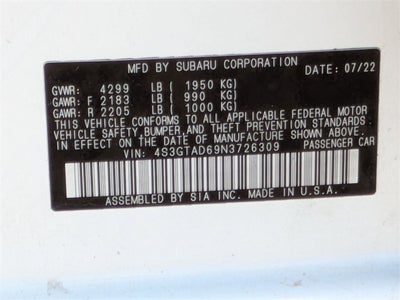 MFD BY SUBARU CORPORATION DATE: 07/22
GVWR: 4299 LB ( 1950 KG)
GAWR: F 2183 LB ( 990 KG)
GAWR: R 2205 LB ( 1000 KG)
THIS VEHICLE CONFORMS TO ALL APPLICABLE FEDERAL MOTOR
VEHICLE SAFETY, BUMPER, AND THEFT PREVENTION STANDARDS
IN EFFECT ON THE DATE OF MANUFACTURE SHOWN ABOVE.
VIN: 4S3GTAD69N3726309 PASSENGER CAR
ASSEMBLED BY SIA INC. MADE IN U.S.A.